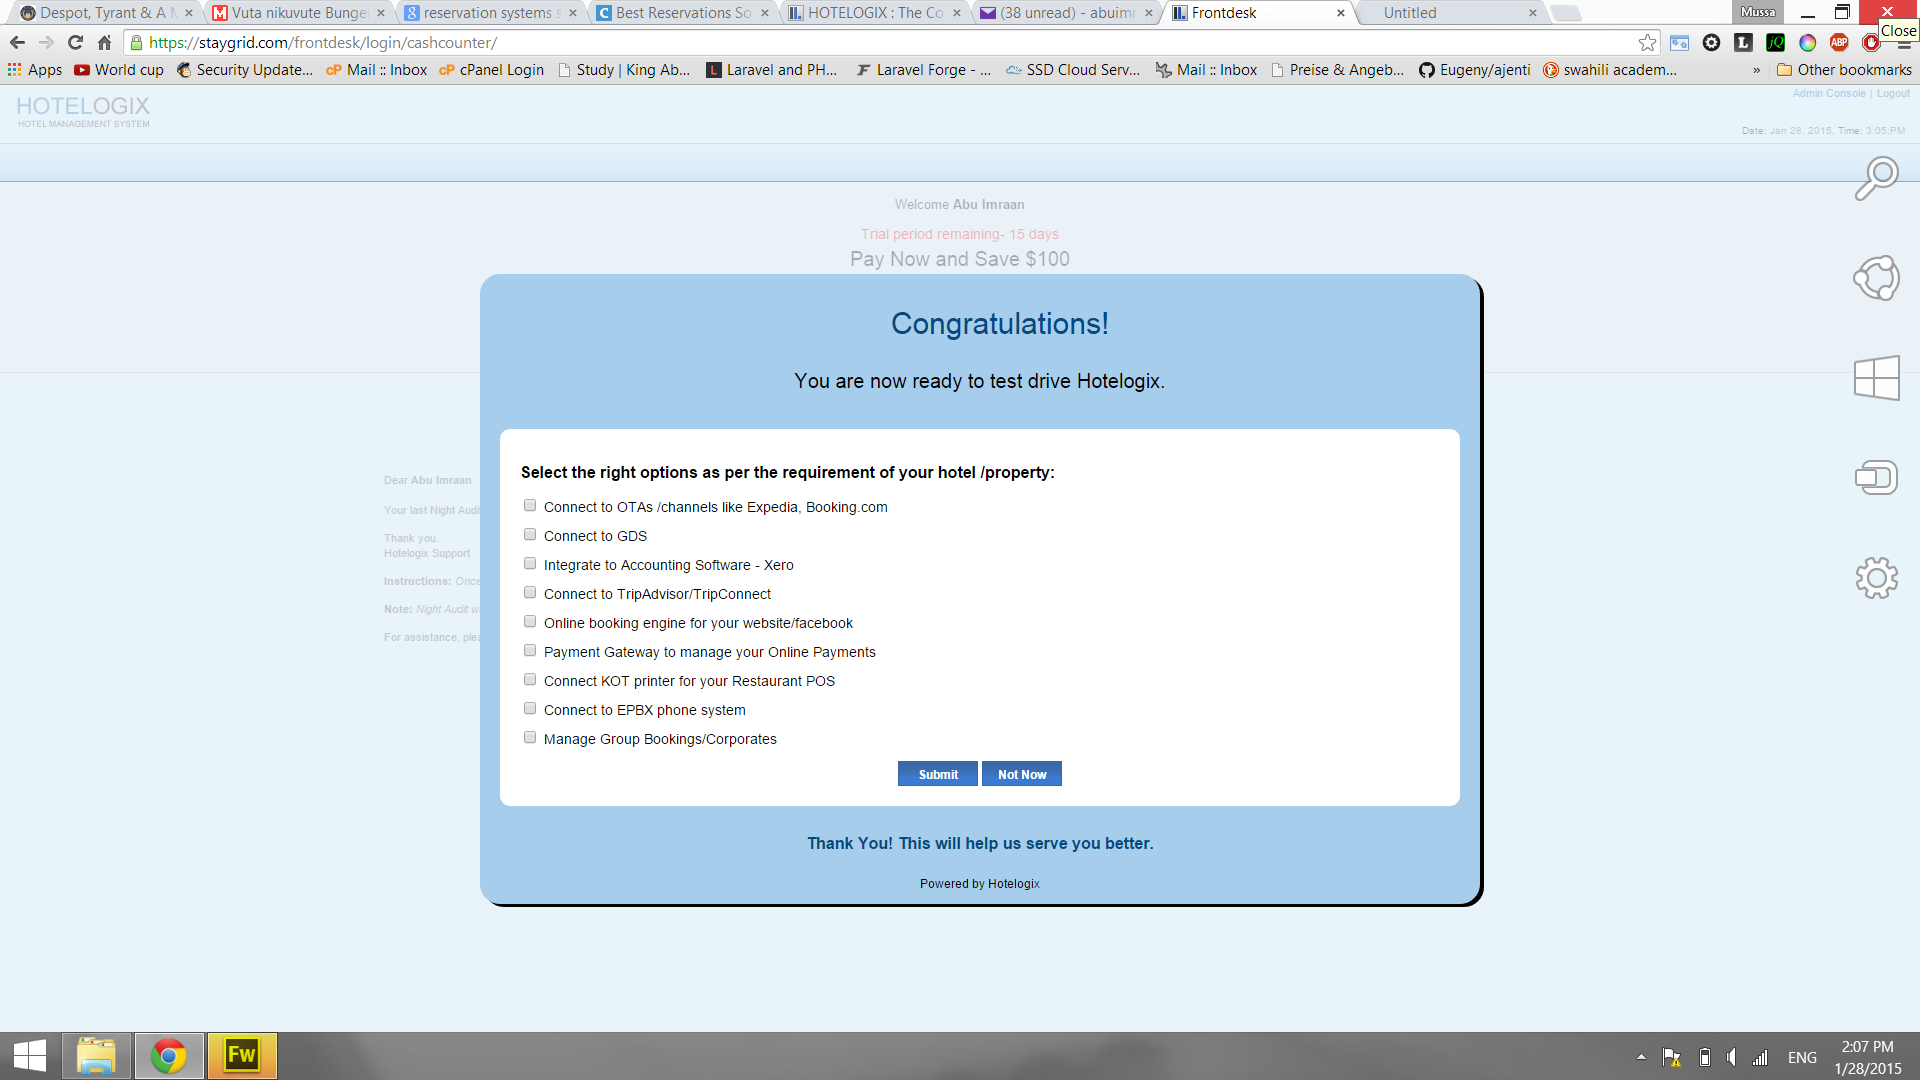 Despot, Tyrant & A M
Vuta nikuvute Bunge
reservation systems s
Best Reservations So
HOTELOGIX : The Co
(38 unread) - abuimr
Frontdesk
Untitled
Mussa
Close
https://staygrid.com/frontdesk/login/cashcounter/
Apps
World cup
Security Update...
Mail :: Inbox
cPanel Login
Study | King Ab...
Laravel and PH...
Laravel Forge - ...
SSD Cloud Serv...
Mail :: Inbox
Preise & Angeb...
Eugeny/ajenti
swahili academ...
»
Other bookmarks
HOTELOGIX
HOTEL MANAGEMENT SYSTEM
Admin Console | Logout
Date: Jan 28, 2015, Time: 3:05:PM
Welcome Abu Imraan
Trial period remaining- 15 days
Pay Now and Save $100
Congratulations!
You are now ready to test drive Hotelogix.
Select the right options as per the requirement of your hotel /property:
Connect to OTAs /channels like Expedia, Booking.com
Connect to GDS
Integrate to Accounting Software - Xero
Connect to TripAdvisor/TripConnect
Online booking engine for your website/facebook
Payment Gateway to manage your Online Payments
Connect KOT printer for your Restaurant POS
Connect to EPBX phone system
Manage Group Bookings/Corporates
Submit
Not Now
Thank You! This will help us serve you better.
Powered by Hotelogix
Dear Abu Imraan
Your last Night Audi
Thank you.
Hotelogix Support
Instructions: Once
Note: Night Audit w
For assistance, plea
Fw
ENG
2:07 PM
1/28/2015